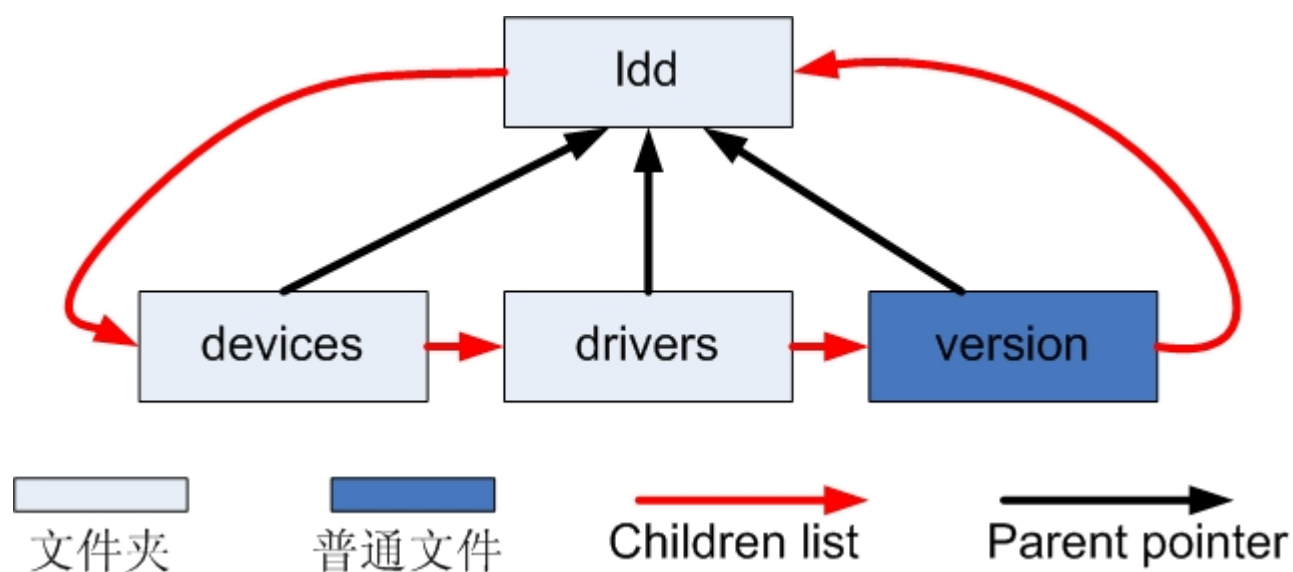 ldd
devices
drivers
version
文件夹
普通文件
Children list
Parent pointer